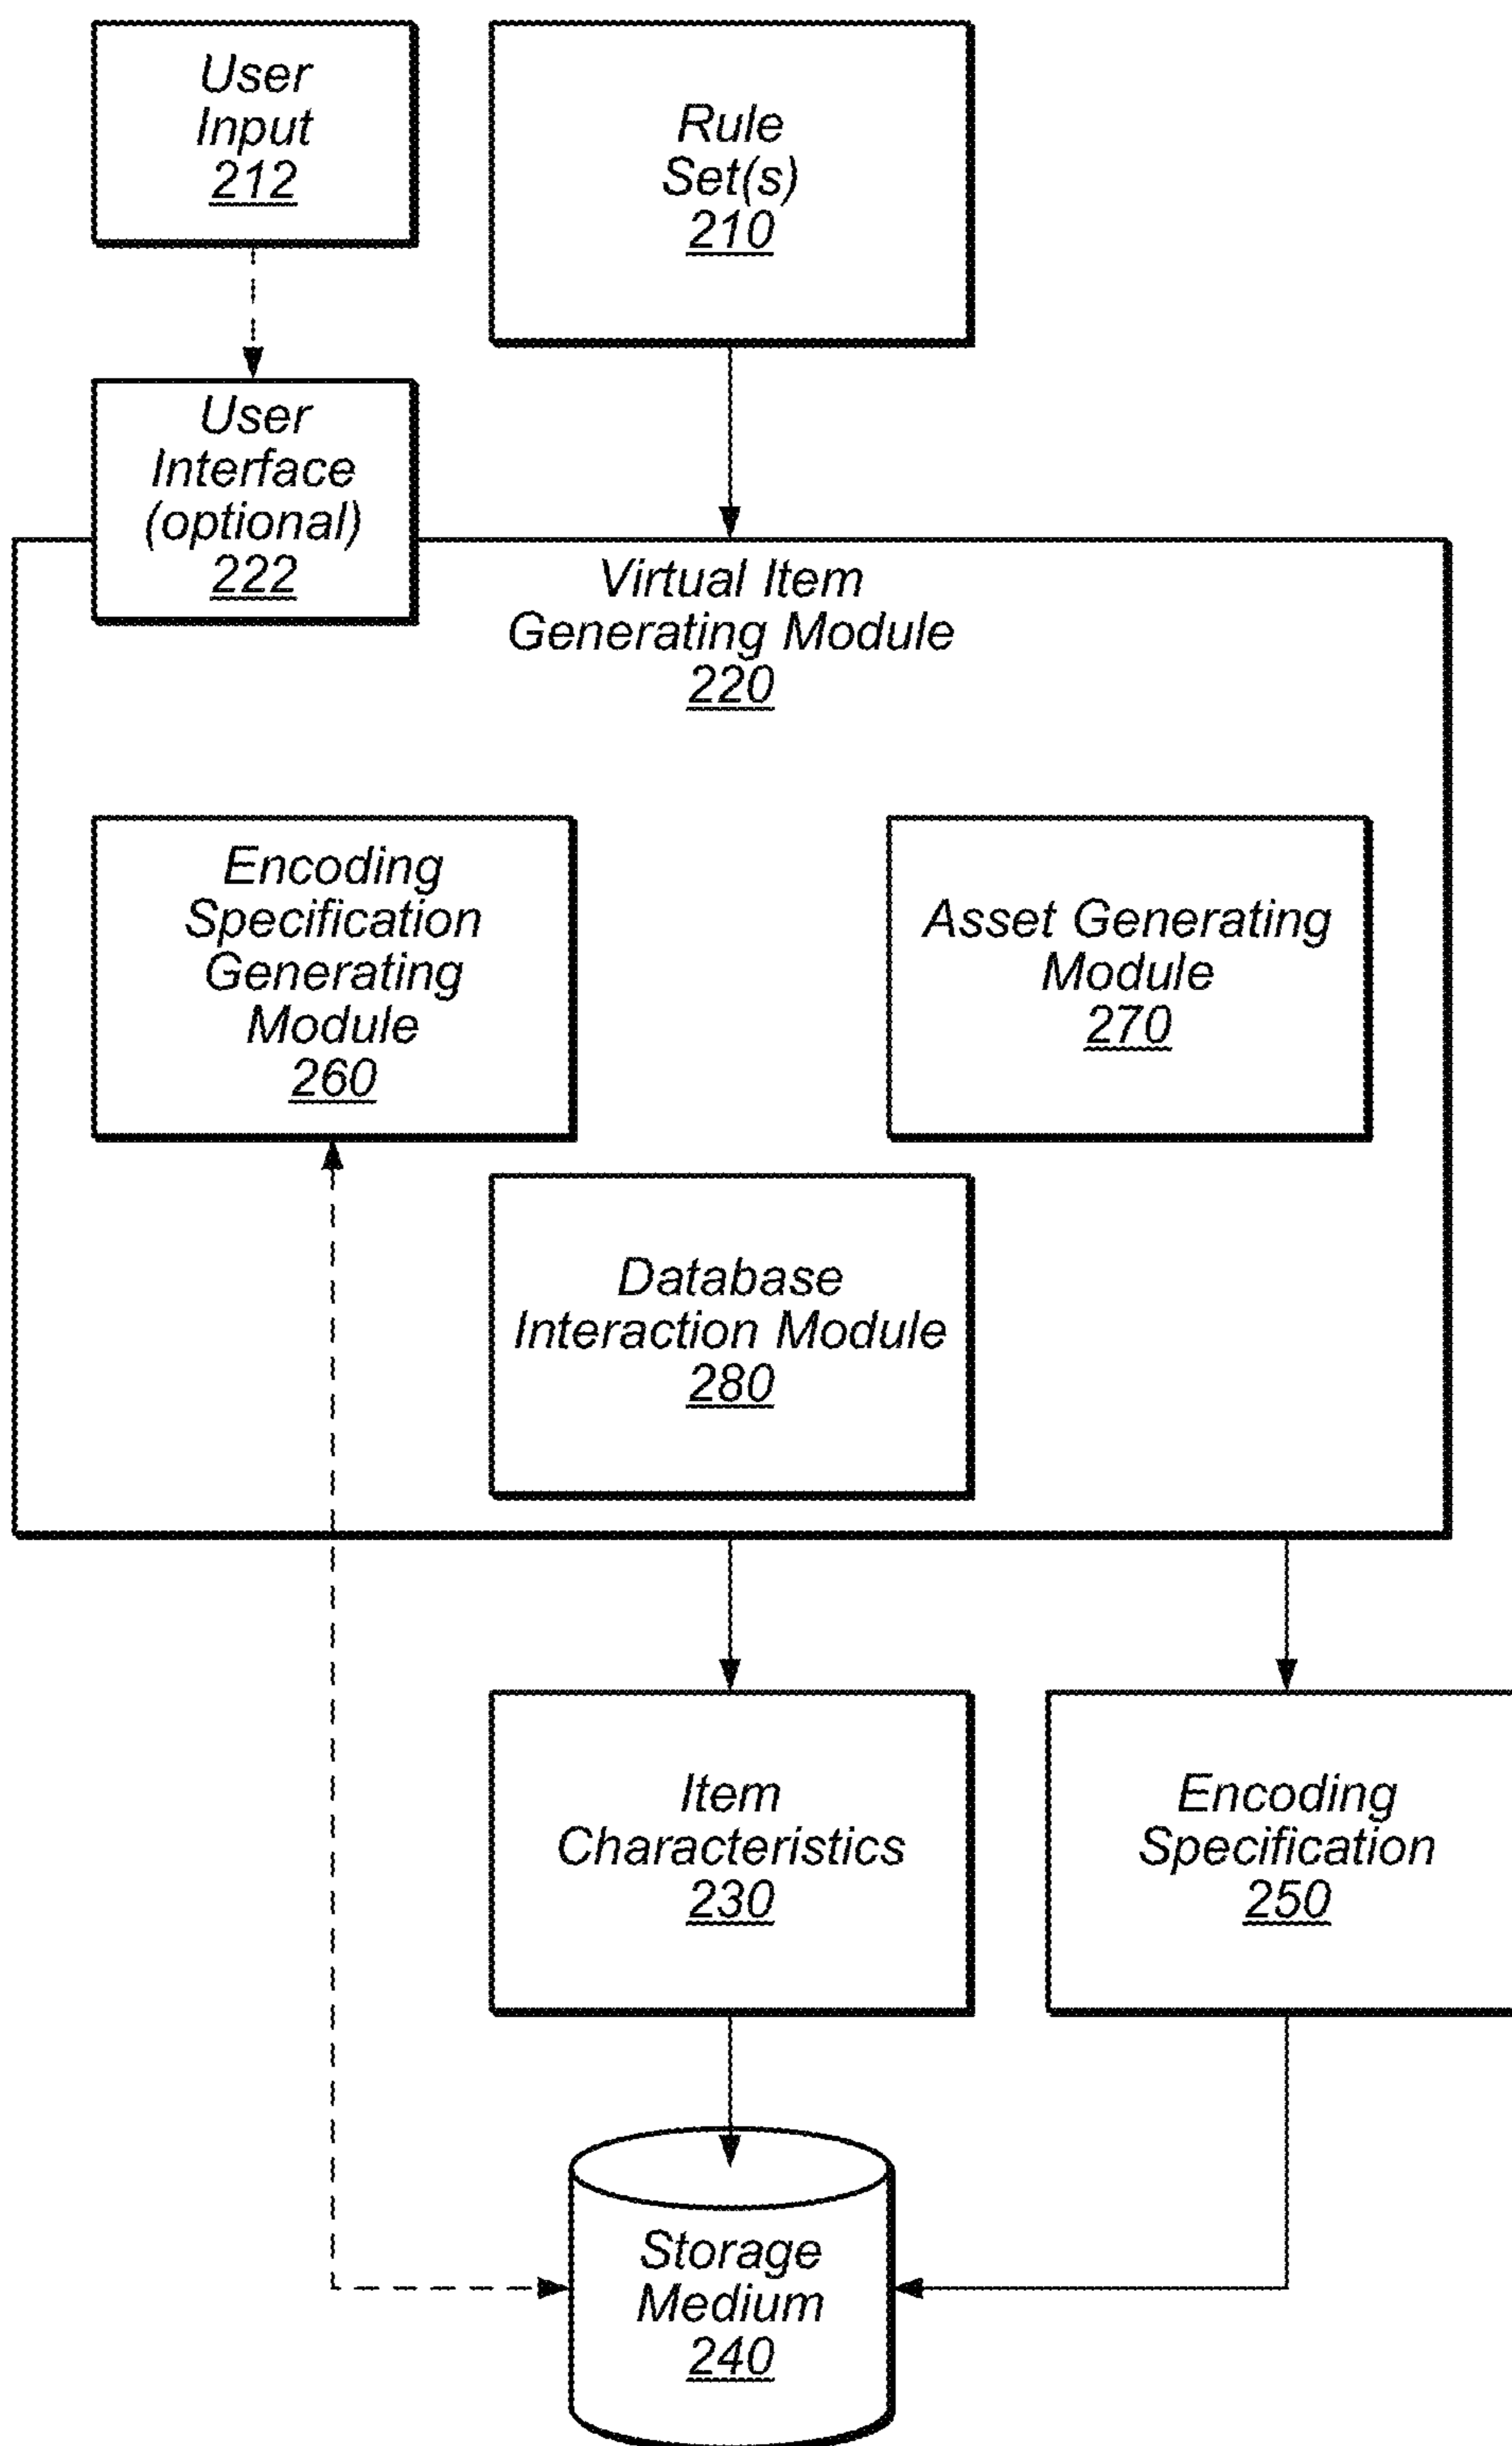 User
Input
212
Rule
Set(s)
210
User
Interface
(optional)
222
Virtual Item
Generating Module
220
Encoding
Specification
Generating
Module
260
Asset Generating
Module
270
Database
Interaction Module
280
Item
Characteristics
230
Encoding
Specification
250
Storage
Medium
240